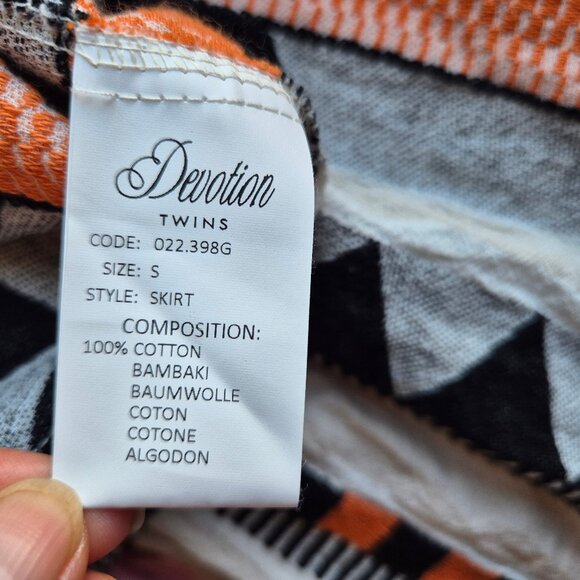 Devotion
TWINS
CODE: 022.398G
SIZE: S
STYLE: SKIRT
COMPOSITION:
100% COTTON
BAMBAKI
BAUMWOLLE
COTON
COTONE
ALGODON